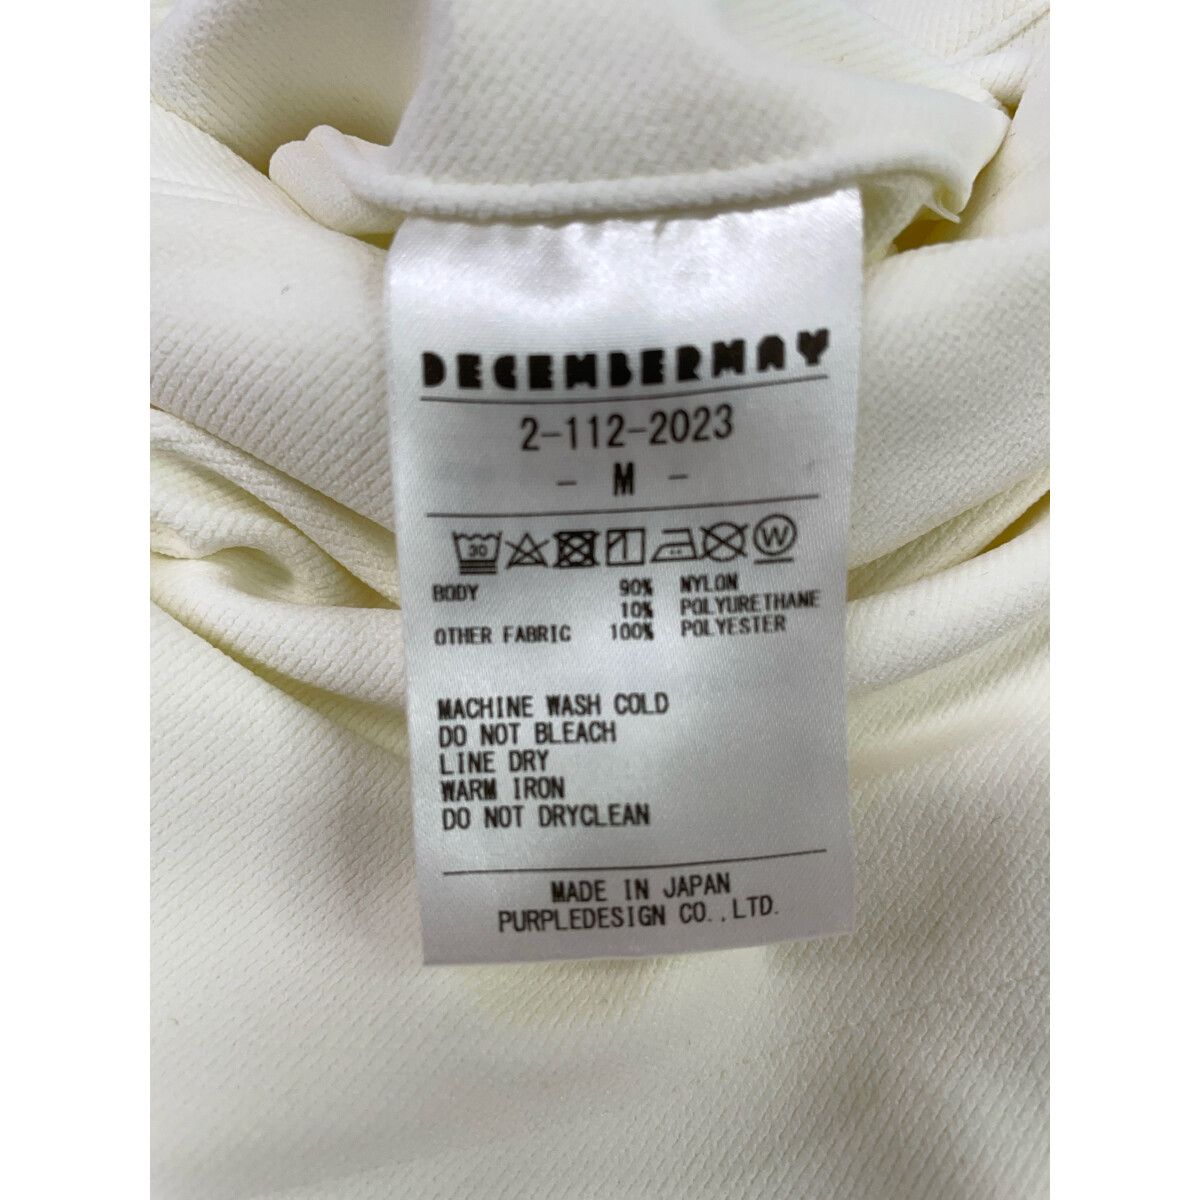 DECEMBERMAY
2-112-2023
- M -
30 W
BODY 90% NYLON
10% POLYURETHANE
OTHER FABRIC 100% POLYESTER
MACHINE WASH COLD
DO NOT BLEACH
LINE DRY
WARM IRON
DO NOT DRYCLEAN
MADE IN JAPAN
PURPLEDESIGN CO.,LTD.